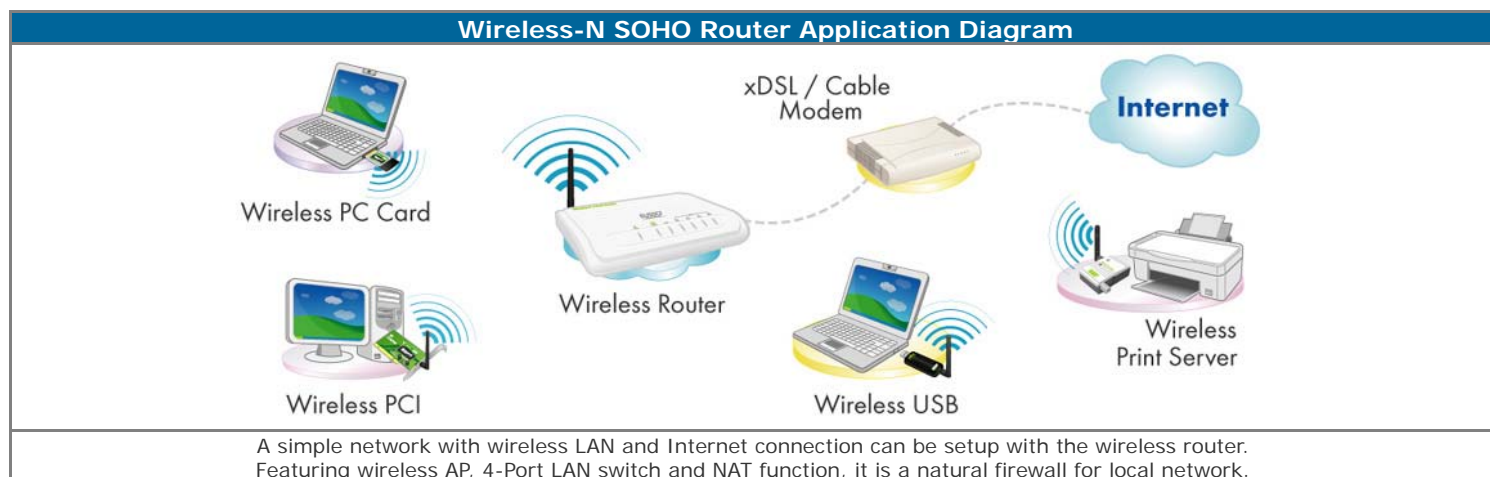 Wireless-N SOHO Router Application Diagram
xDSL / Cable
Modem
Internet
Wireless PC Card
Wireless Router
Wireless
Print Server
Wireless PCI
Wireless USB
A simple network with wireless LAN and Internet connection can be setup with the wireless router.
Featuring wireless AP, 4-Port LAN switch and NAT function, it is a natural firewall for local network,